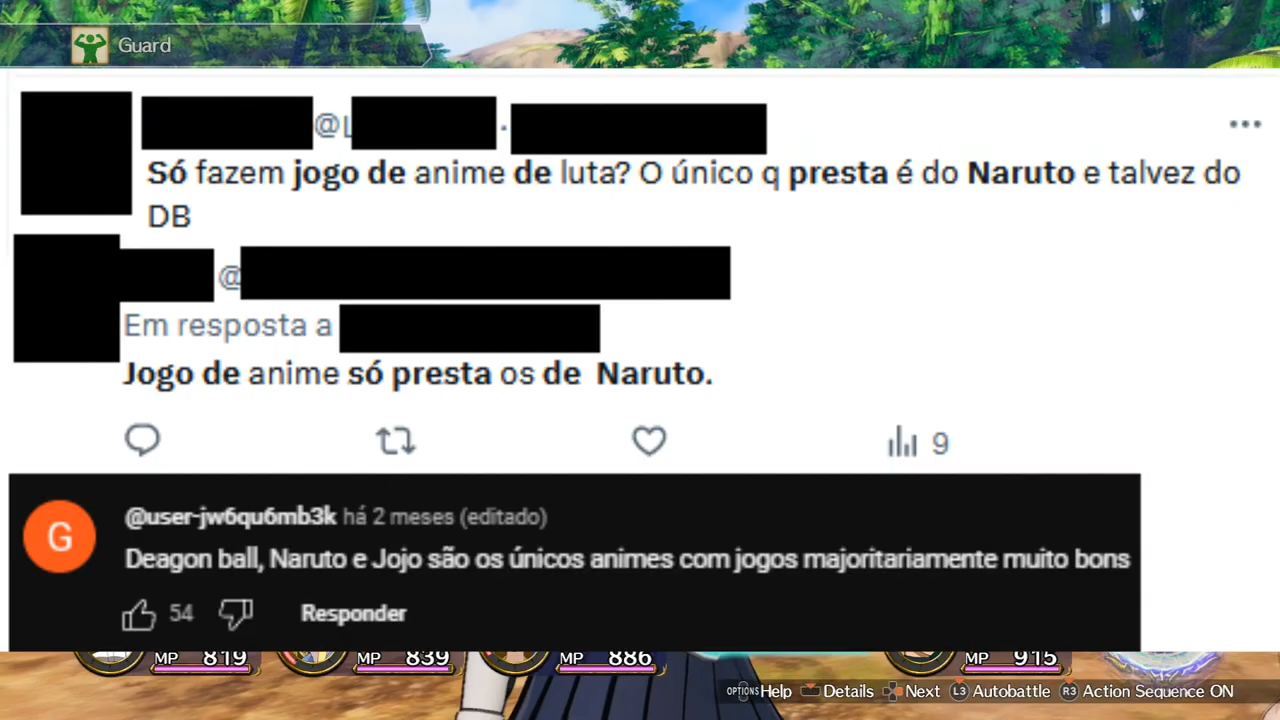 Guard
@L · ...
Só fazem jogo de anime de luta? O único q presta é do Naruto e talvez do
DB
@
Em resposta a
Jogo de anime só presta os de Naruto.
9
G @user-jw6qu6mb3k há 2 meses (editado)
Deagon ball, Naruto e Jojo são os únicos animes com jogos majoritariamente muito bons
54 Responder
MP 819 MP 839 MP 886 MP 915
OPTIONS Help Details Next L3 Autobattle R3 Action Sequence ON